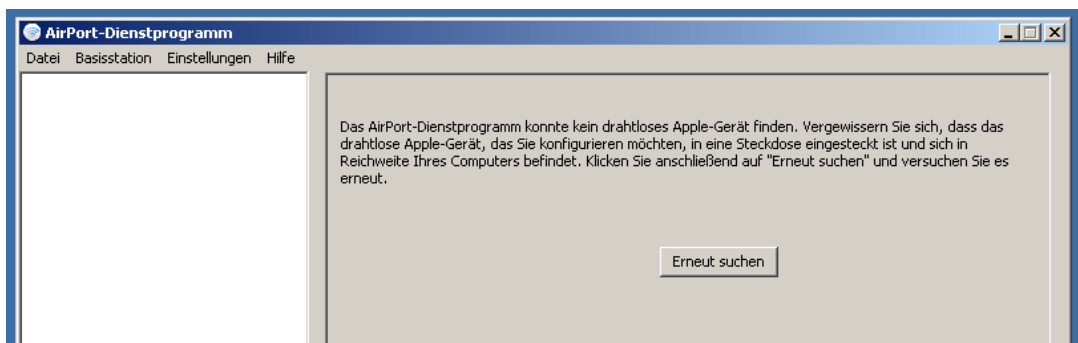 AirPort-Dienstprogramm
Datei Basisstation Einstellungen Hilfe
Das AirPort-Dienstprogramm konnte kein drahtloses Apple-Gerät finden. Vergewissern Sie sich, dass das
drahtlose Apple-Gerät, das Sie konfigurieren möchten, in eine Steckdose eingesteckt ist und sich in
Reichweite Ihres Computers befindet. Klicken Sie anschließend auf "Erneut suchen" und versuchen Sie es
erneut.
Erneut suchen